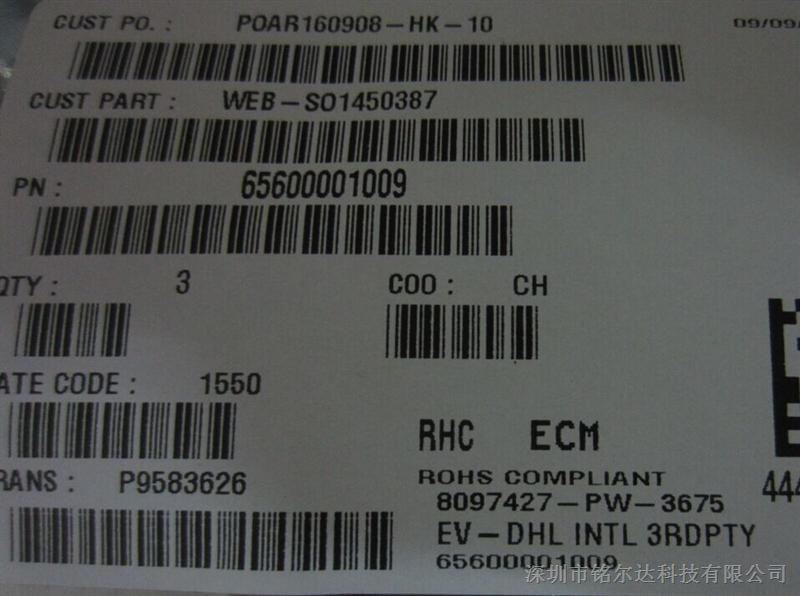 CUST PO. : POAR160908-HK-10 09/09/
CUST PART : WEB-SO1450387
PN : 65600001009
QTY : 3 COO : CH
ATE CODE : 1550
RHC ECM
RANS : P9583626 ROHS COMPLIANT
8097427-PW-3675 444
EV-DHL INTL 3RDPTY
65600001009
深圳市铭尔达科技有限公司